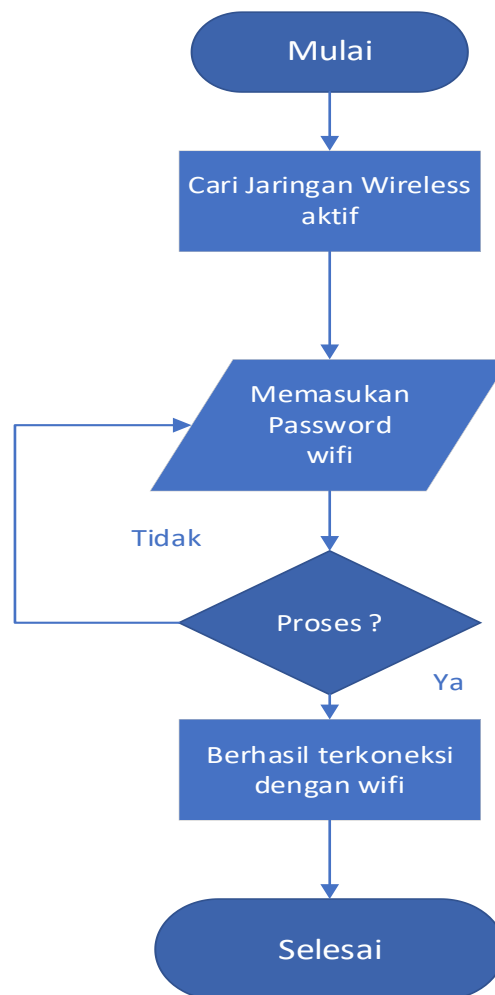 Mulai
Cari Jaringan Wireless
aktif
Memasukan
Password
wifi
Tidak
Proses ?
Ya
Berhasil terkoneksi
dengan wifi
Selesai